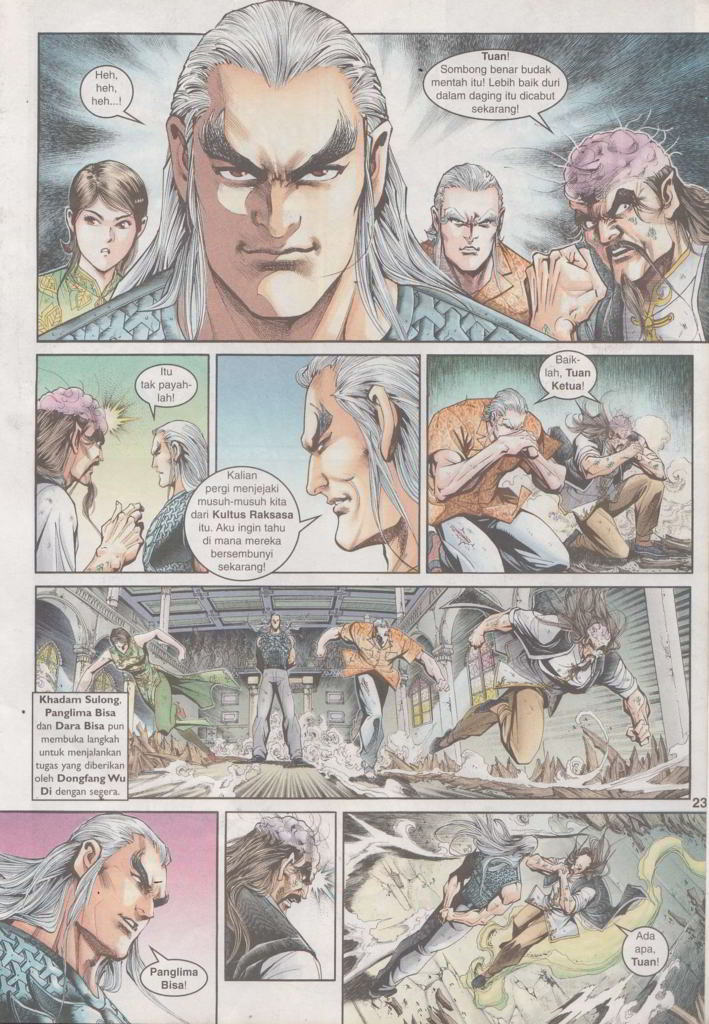 Heh,
heh,
heh...!
Tuan!
Sombong benar budak
mentah itu! Lebih baik duri
dalam daging itu dicabut
sekarang!
Itu
tak payah-
lah!
Kalian
pergi menjejaki
musuh-musuh kita
dari Kultus Raksasa
itu. Aku ingin tahu
di mana mereka
bersembunyi
sekarang!
Baik-
lah, Tuan
Ketua!
Khadam Sulong,
Panglima Bisa
dan Dara Bisa pun
membuka langkah
untuk menjalankan
tugas yang diberikan
oleh Dongfang Wu
Di dengan segera.
23
Panglima
Bisa!
Ada
apa,
Tuan!